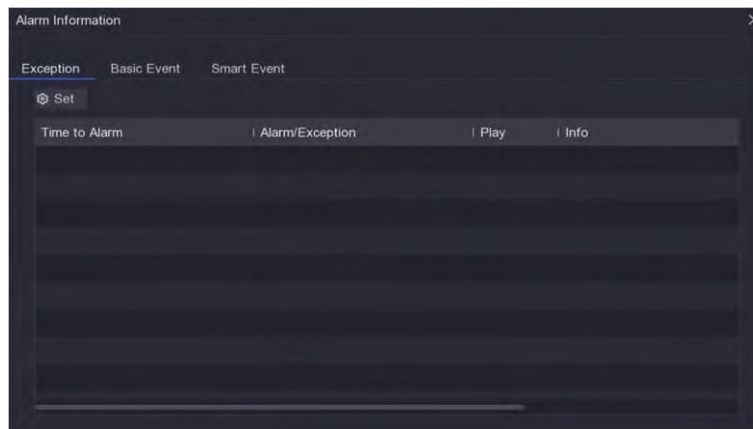 Alarm Information
Exception Basic Event Smart Event
Set
Time to Alarm Alarm/Exception Play Info